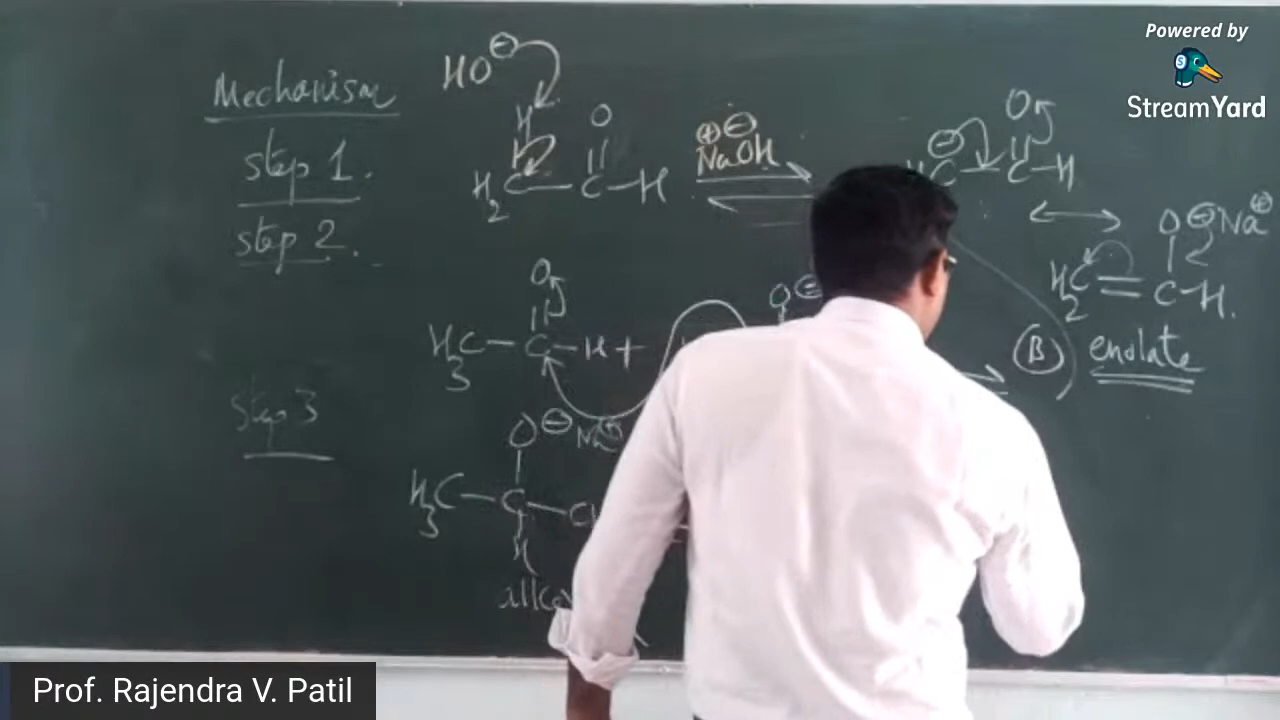 Powered by
StreamYard
Mechanism
HO⊖
step 1.
H O
H₂C—C—H
⊕⊖
NaOH
O
⊖
C—C—H
step 2.
O⊖Na⊕
H₂C=C—H.
(B) enolate
O
H₃C—C—H+
O⊖
Step 3
O⊖Na⊕
H₃C—C—
H
Prof. Rajendra V. Patil